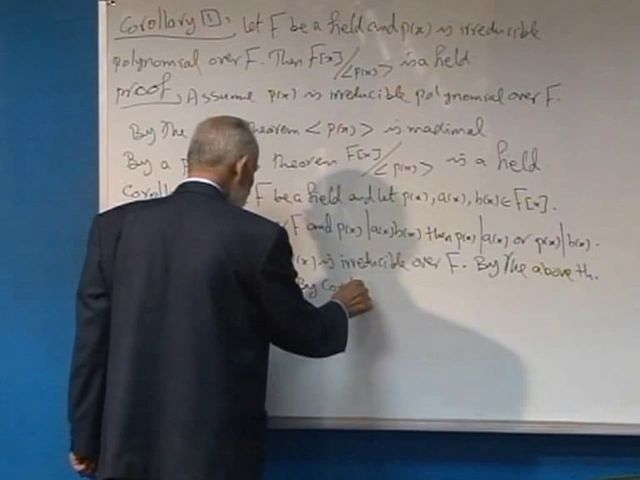 Corollary 1: Let F be a field and p(x) is irreducible
polynomial over F. Then F[x]/<p(x)> is a field
proof, Assume p(x) is irreducible polynomial over F.
By The Theorem <p(x)> is maximal
By a Theorem F[x]/<p(x)> is a field
F be a field and let p(x), a(x), b(x) ∈ F[x].
F and p(x)|a(x)b(x) then p(x)|a(x) or p(x)|b(x).
(x) is irreducible over F. By The above th.
By Co